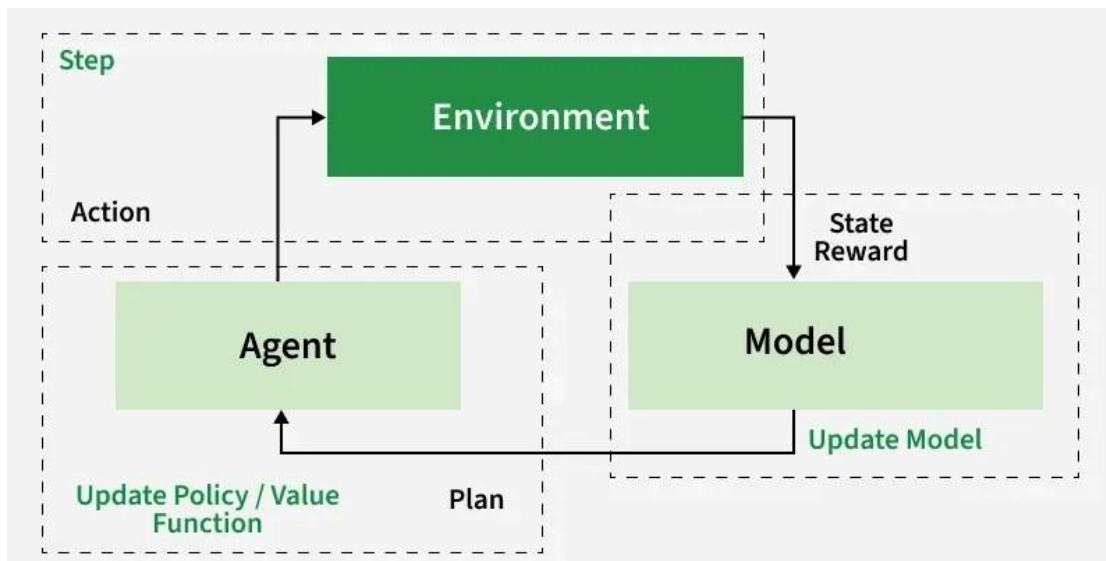 Step
Environment
Action
State
Reward
Agent
Model
Update Model
Update Policy / Value
Function
Plan